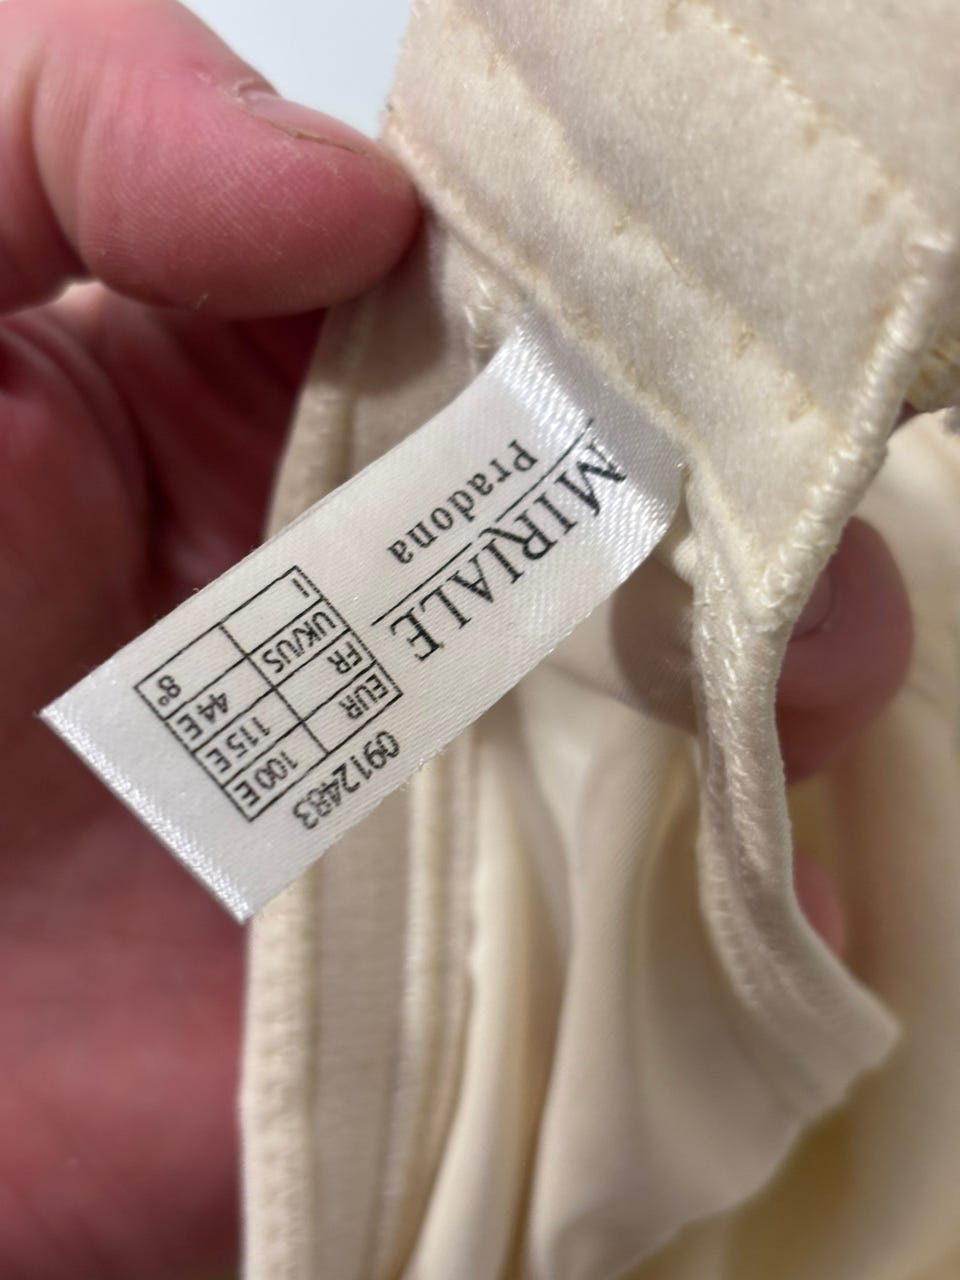 MIRIALE
Pradona
0912483
EUR 100 E
FR 115 E
UK/US 44 E
I 8°